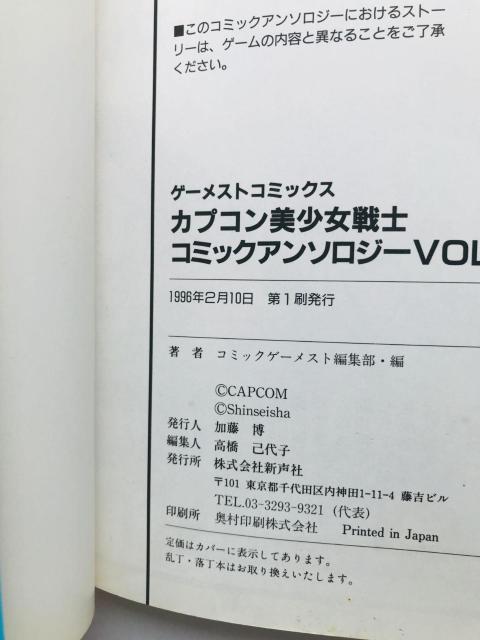 ■このコミックアンソロジーにおけるストー
リーは、ゲームの内容と異なることをご了承
ください。
ゲーメストコミックス
カプコン美少女戦士
コミックアンソロジーVOL
1996年2月10日 第1刷発行
著 者 コミックゲーメスト編集部・編
©CAPCOM
©Shinseisha
発行人 加藤 博
編集人 高橋 己代子
発行所 株式会社新声社
〒101 東京都千代田区内神田1-11-4 藤吉ビル
TEL.03-3293-9321（代表）
印刷所 奥村印刷株式会社 Printed in Japan
定価はカバーに表示してあります。
乱丁・落丁本はお取り換えいたします。